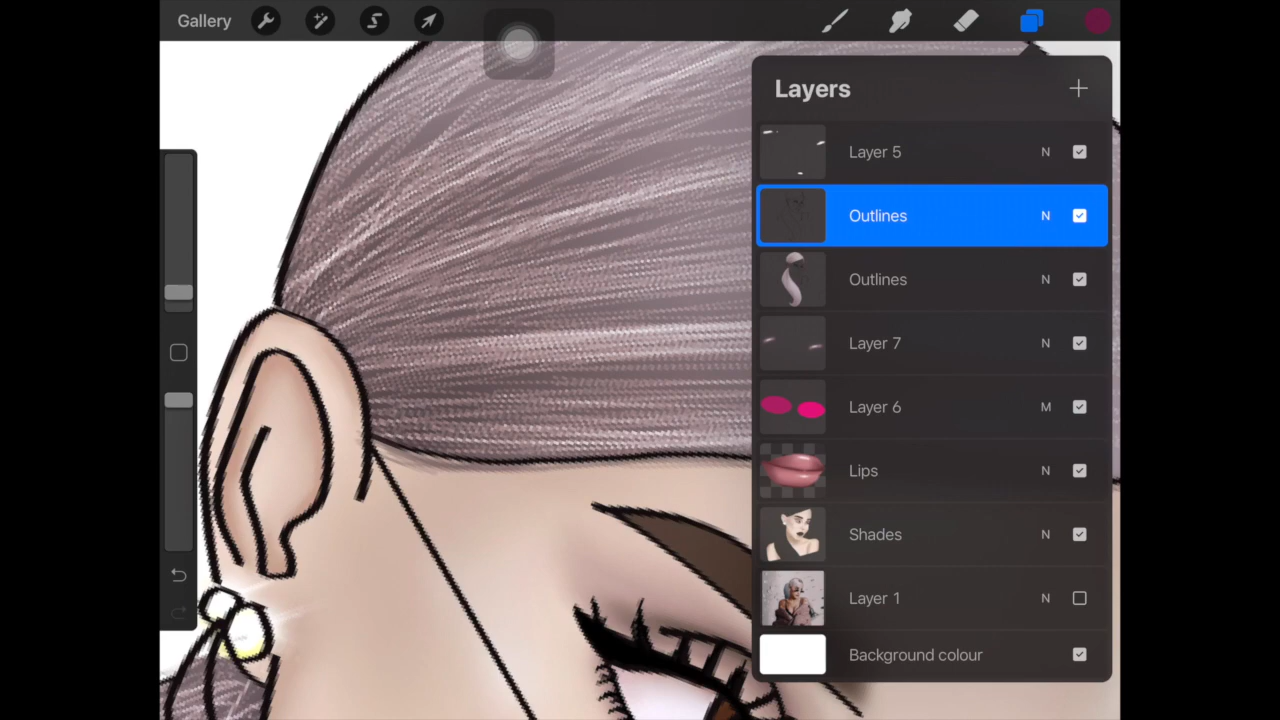 Gallery
Layers
Layer 5 N
Outlines N
Outlines N
Layer 7 N
Layer 6 M
Lips N
Shades N
Layer 1 N
Background colour